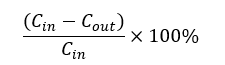 (C_in − C_out) / C_in × 100%